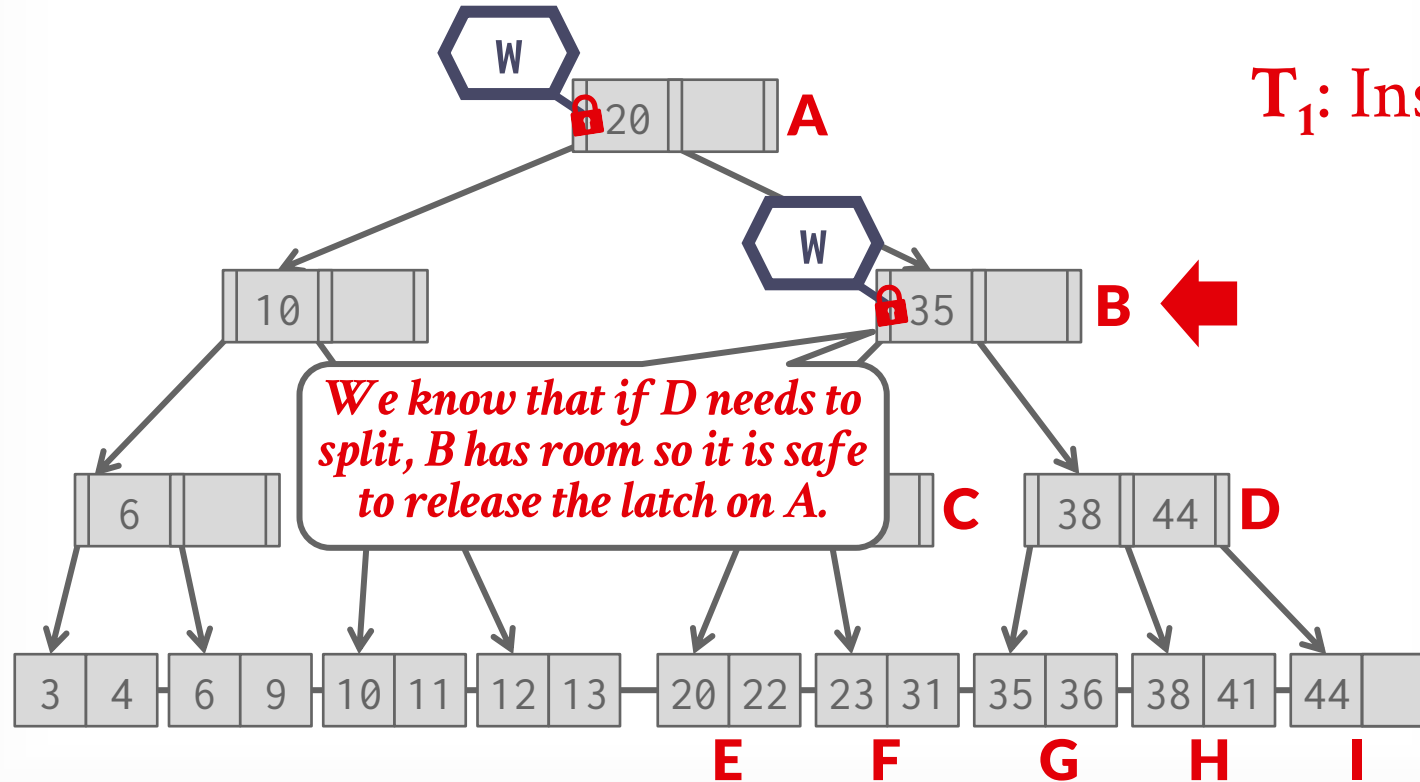 W
20
A
T1: Ins
W
10
35
B
We know that if D needs to
split, B has room so it is safe
to release the latch on A.
6
C
38 44
D
3 4 6 9 10 11 12 13 20 22 23 31 35 36 38 41 44
E F G H I